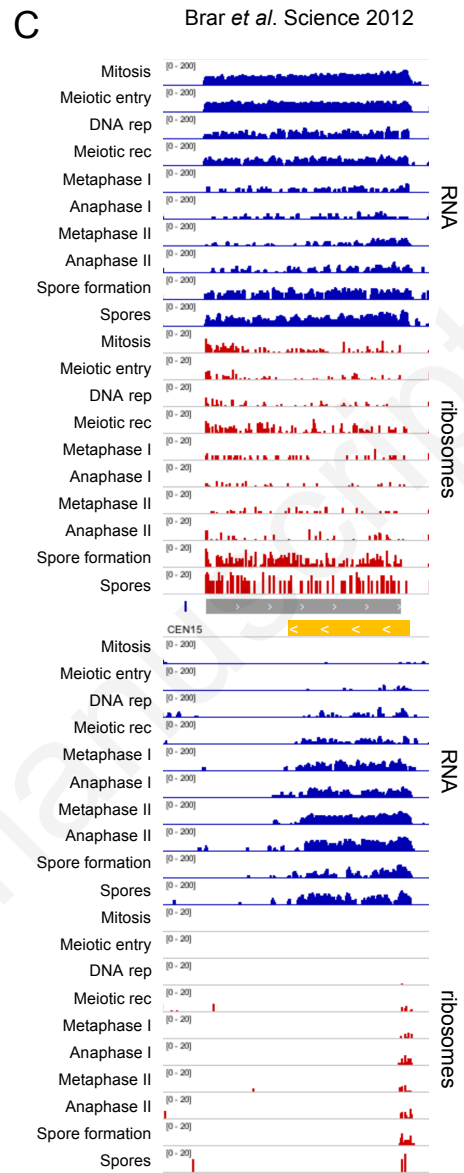 C
Brar et al. Science 2012
Mitosis [0 - 200]
Meiotic entry [0 - 200]
DNA rep [0 - 200]
Meiotic rec [0 - 200]
Metaphase I [0 - 200]
Anaphase I [0 - 200]
Metaphase II [0 - 200]
Anaphase II [0 - 200]
Spore formation [0 - 200]
Spores [0 - 200]
RNA
Mitosis [0 - 20]
Meiotic entry [0 - 20]
DNA rep [0 - 20]
Meiotic rec [0 - 20]
Metaphase I [0 - 20]
Anaphase I [0 - 20]
Metaphase II [0 - 20]
Anaphase II [0 - 20]
Spore formation [0 - 20]
Spores [0 - 20]
ribosomes
CEN15
Mitosis [0 - 200]
Meiotic entry [0 - 200]
DNA rep [0 - 200]
Meiotic rec [0 - 200]
Metaphase I [0 - 200]
Anaphase I [0 - 200]
Metaphase II [0 - 200]
Anaphase II [0 - 200]
Spore formation [0 - 200]
Spores [0 - 200]
RNA
Mitosis [0 - 20]
Meiotic entry [0 - 20]
DNA rep [0 - 20]
Meiotic rec [0 - 20]
Metaphase I [0 - 20]
Anaphase I [0 - 20]
Metaphase II [0 - 20]
Anaphase II [0 - 20]
Spore formation [0 - 20]
Spores [0 - 20]
ribosomes
anuscript